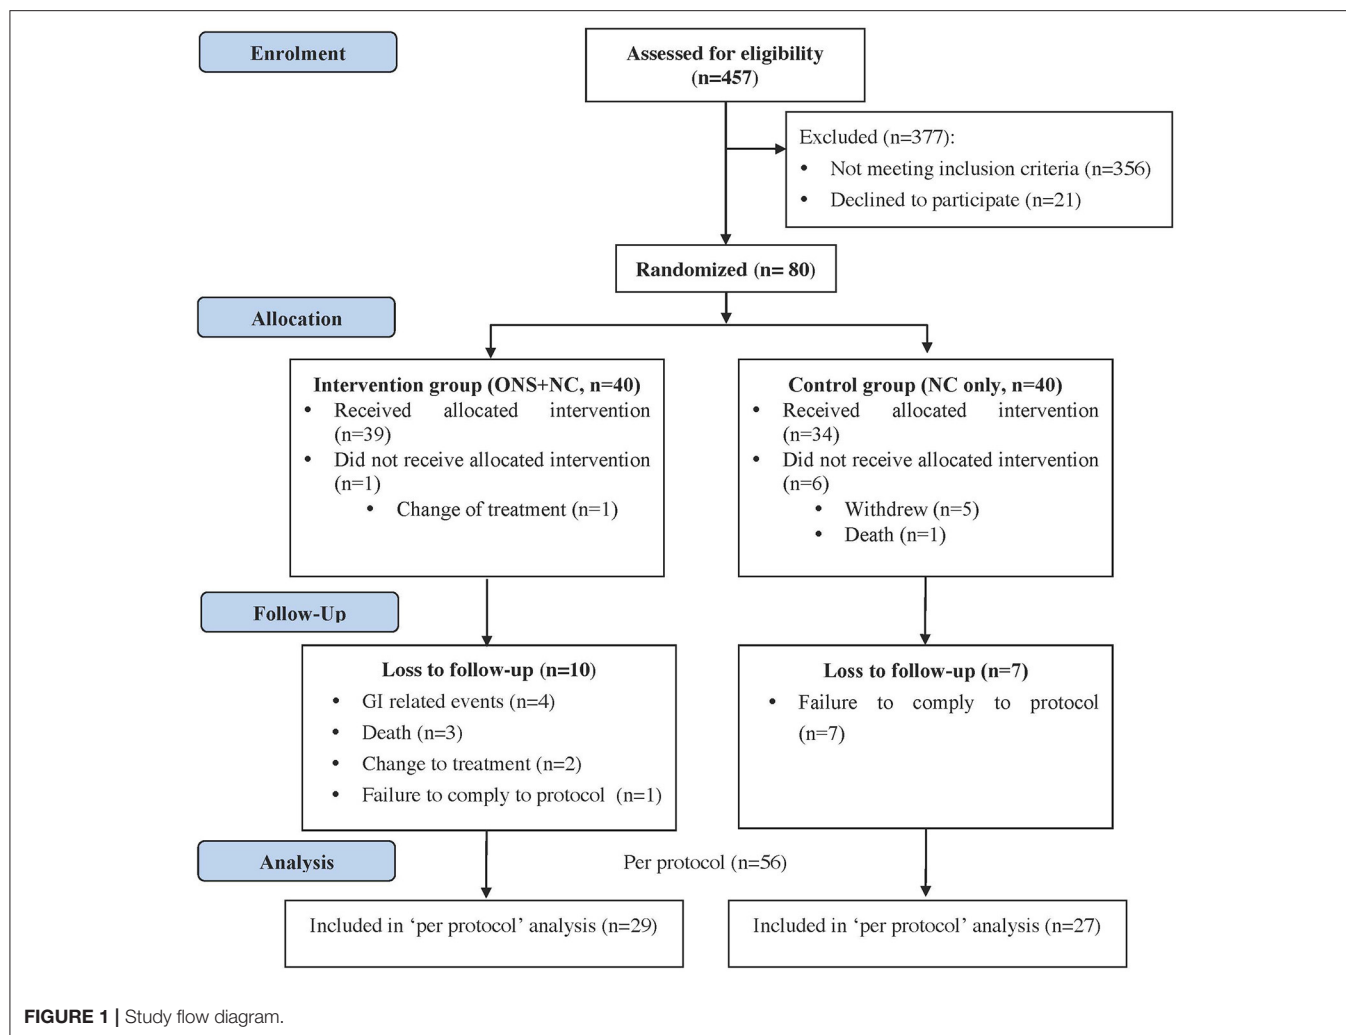 Enrolment
Assessed for eligibility
(n=457)
Excluded (n=377):
• Not meeting inclusion criteria (n=356)
• Declined to participate (n=21)
Randomized (n= 80)
Allocation
Intervention group (ONS+NC, n=40)
• Received allocated intervention
(n=39)
• Did not receive allocated intervention
(n=1)
• Change of treatment (n=1)
Control group (NC only, n=40)
• Received allocated intervention
(n=34)
• Did not receive allocated intervention
(n=6)
• Withdrew (n=5)
• Death (n=1)
Follow-Up
Loss to follow-up (n=10)
• GI related events (n=4)
• Death (n=3)
• Change to treatment (n=2)
• Failure to comply to protocol (n=1)
Loss to follow-up (n=7)
• Failure to comply to protocol
(n=7)
Analysis
Per protocol (n=56)
Included in ‘per protocol’ analysis (n=29)
Included in ‘per protocol’ analysis (n=27)
FIGURE 1 | Study flow diagram.